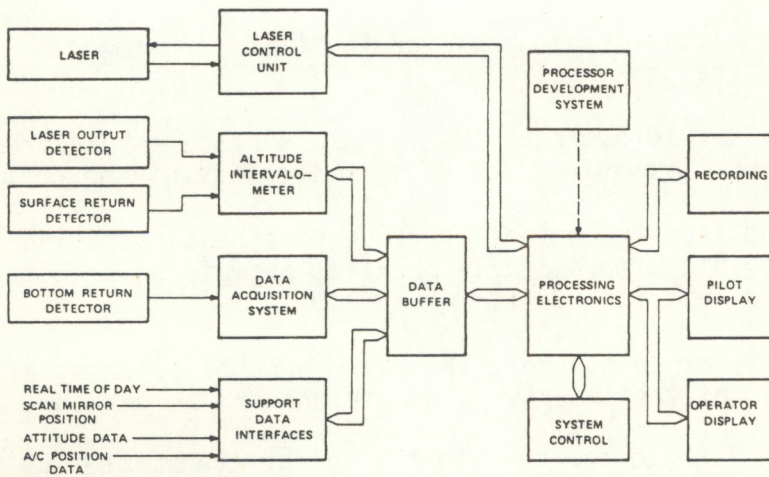 LASER
LASER
CONTROL
UNIT
PROCESSOR
DEVELOPMENT
SYSTEM
LASER OUTPUT
DETECTOR
SURFACE RETURN
DETECTOR
ALTITUDE
INTERVALO-
METER
RECORDING
BOTTOM RETURN
DETECTOR
DATA
ACQUISITION
SYSTEM
DATA
BUFFER
PROCESSING
ELECTRONICS
PILOT
DISPLAY
REAL TIME OF DAY
SCAN MIRROR
POSITION
ATTITUDE DATA
A/C POSITION
DATA
SUPPORT
DATA
INTERFACES
SYSTEM
CONTROL
OPERATOR
DISPLAY